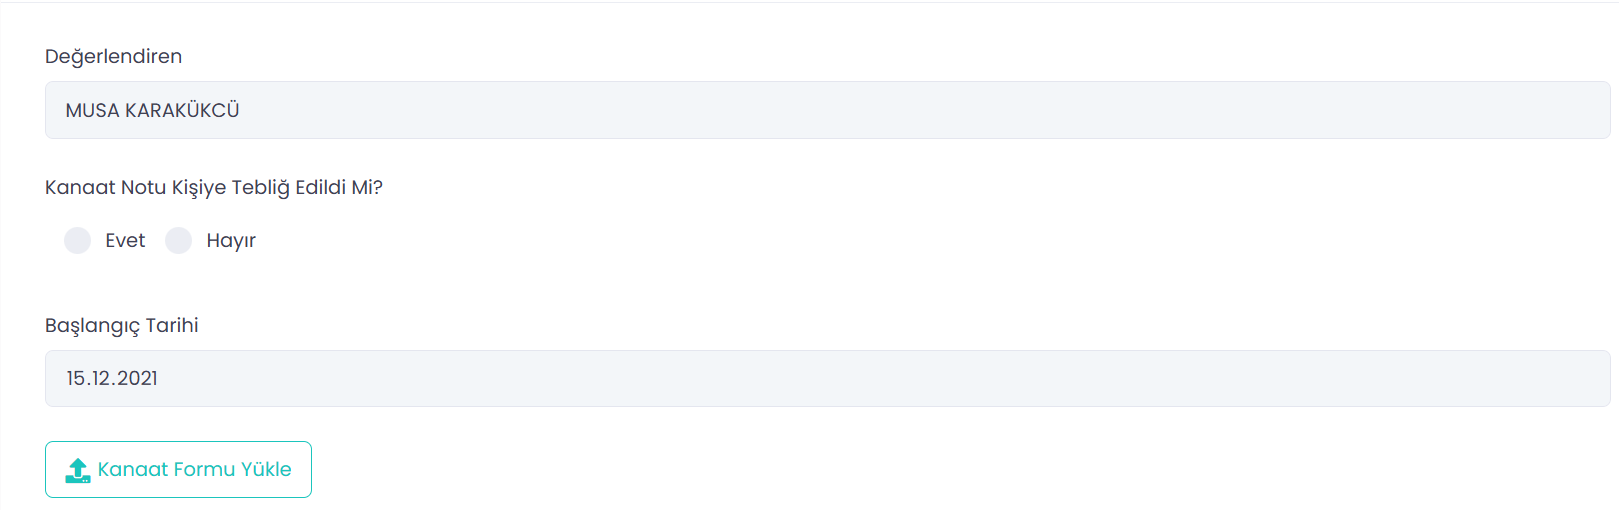 Değerlendiren
MUSA KARAKÜKCÜ
Kanaat Notu Kişiye Tebliğ Edildi Mi?
Evet Hayır
Başlangıç Tarihi
15.12.2021
Kanaat Formu Yükle